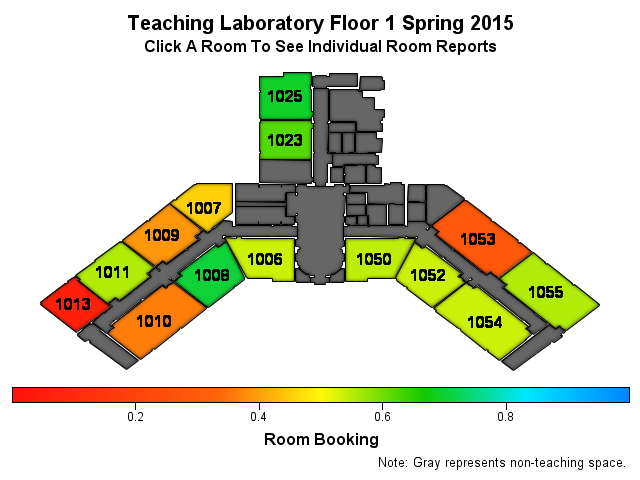 Teaching Laboratory Floor 1 Spring 2015
Click A Room To See Individual Room Reports
1025
1023
1007
1009
1011
1013
1008
1010
1006
1050
1052
1053
1054
1055
0.2 0.4 0.6 0.8
Room Booking
Note: Gray represents non-teaching space.